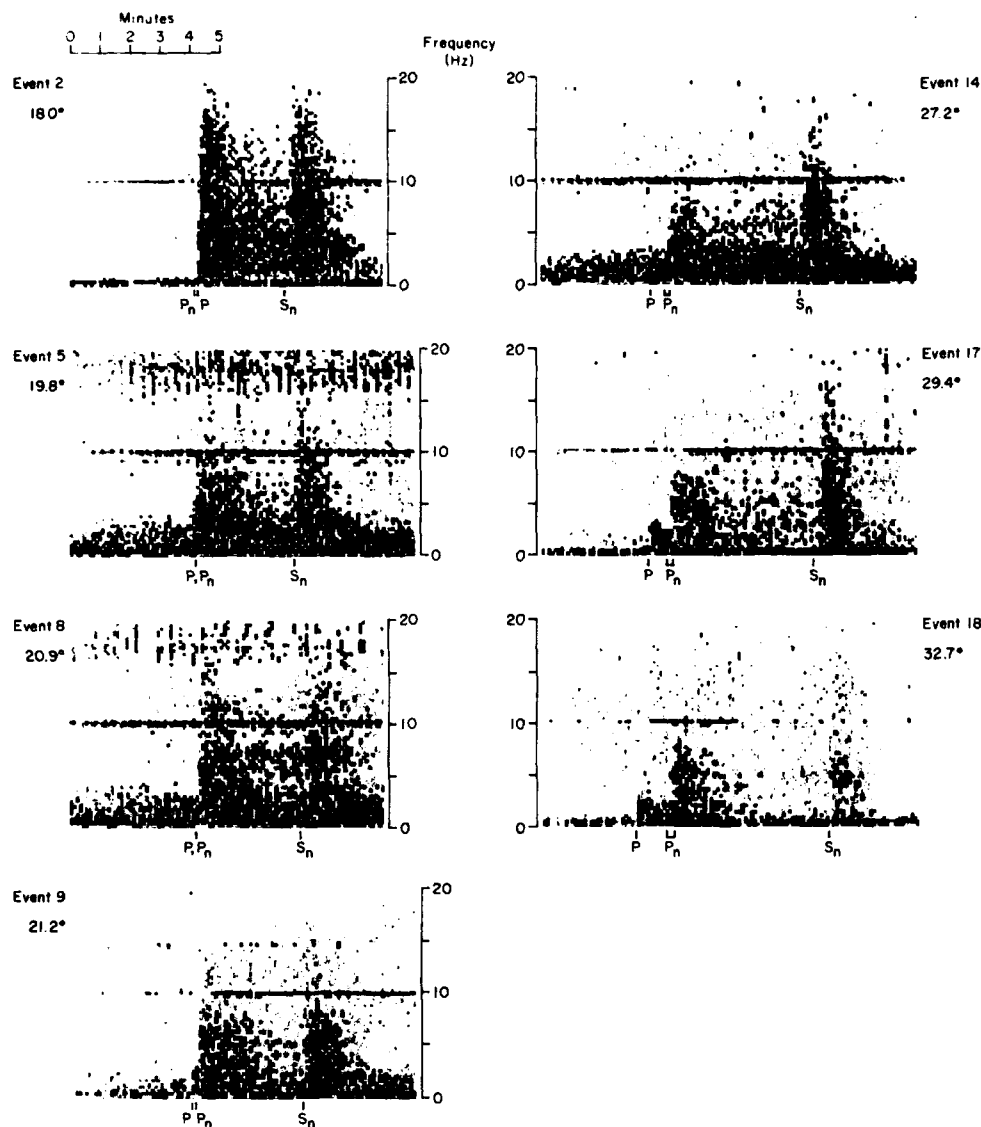 Minutes
0 1 2 3 4 5
Frequency
(Hz)
Event 2
18.0°
20
10
0
Pn P
Sn
Event 14
27.2°
20
10
0
P
Pn
Sn
Event 5
19.8°
20
10
0
P, Pn
Sn
Event 17
29.4°
20
10
0
P
Pn
Sn
Event 8
20.9°
20
10
0
P, Pn
Sn
Event 18
32.7°
20
10
0
P
Pn
Sn
Event 9
21.2°
20
10
0
P Pn
Sn